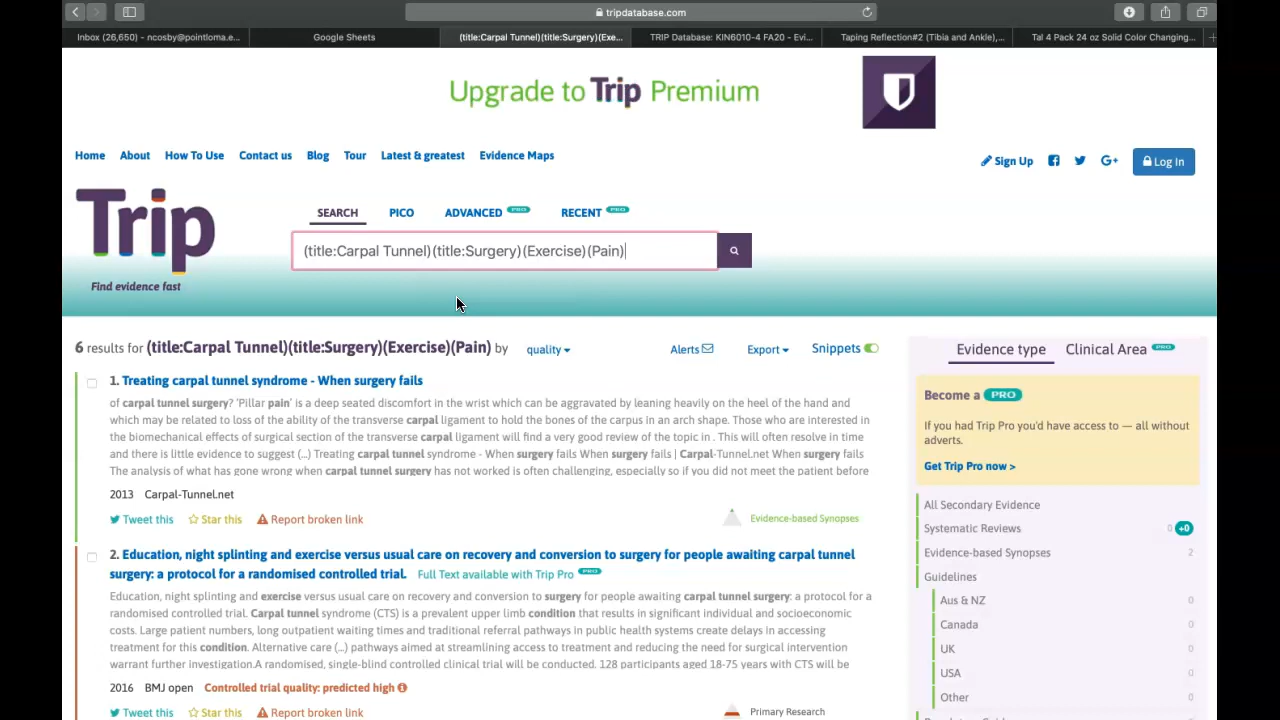 tripdatabase.com
Inbox (26,650) - ncosby@pointloma.e...
Google Sheets
(title:Carpal Tunnel)(title:Surgery)(Exe...
TRIP Database: KIN6010-4 FA20 - Evi...
Taping Reflection#2 (Tibia and Ankle),...
Tal 4 Pack 24 oz Solid Color Changing...
Upgrade to Trip Premium
Home About How To Use Contact us Blog Tour Latest & greatest Evidence Maps
Sign Up G+ Log In
Trip
Find evidence fast
SEARCH PICO ADVANCED PRO RECENT PRO
(title:Carpal Tunnel)(title:Surgery)(Exercise)(Pain)
6 results for (title:Carpal Tunnel)(title:Surgery)(Exercise)(Pain) by quality
Alerts Export Snippets
1. Treating carpal tunnel syndrome - When surgery fails
of carpal tunnel surgery? 'Pillar pain' is a deep seated discomfort in the wrist which can be aggravated by leaning heavily on the heel of the hand and
which may be related to loss of the ability of the transverse carpal ligament to hold the bones of the carpus in an arch shape. Those who are interested in
the biomechanical effects of surgical section of the transverse carpal ligament will find a very good review of the topic in . This will often resolve in time
and there is little evidence to suggest (...) Treating carpal tunnel syndrome - When surgery fails When surgery fails | Carpal-Tunnel.net When surgery fails
The analysis of what has gone wrong when carpal tunnel surgery has not worked is often challenging, especially so if you did not meet the patient before
2013 Carpal-Tunnel.net
Tweet this Star this Report broken link
Evidence-based Synopses
2. Education, night splinting and exercise versus usual care on recovery and conversion to surgery for people awaiting carpal tunnel
surgery: a protocol for a randomised controlled trial. Full Text available with Trip Pro PRO
Education, night splinting and exercise versus usual care on recovery and conversion to surgery for people awaiting carpal tunnel surgery: a protocol for a
randomised controlled trial. Carpal tunnel syndrome (CTS) is a prevalent upper limb condition that results in significant individual and socioeconomic
costs. Large patient numbers, long outpatient waiting times and traditional referral pathways in public health systems create delays in accessing
treatment for this condition. Alternative care (...) pathways aimed at streamlining access to treatment and reducing the need for surgical intervention
warrant further investigation.A randomised, single-blind controlled clinical trial will be conducted. 128 participants aged 18-75 years with CTS will be
2016 BMJ open Controlled trial quality: predicted high
Tweet this Star this Report broken link
Primary Research
Evidence type Clinical Area PRO
Become a PRO
If you had Trip Pro you'd have access to — all without
adverts.
Get Trip Pro now >
All Secondary Evidence
Systematic Reviews 0 +0
Evidence-based Synopses 2
Guidelines
Aus & NZ 0
Canada 0
UK 0
USA 0
Other 0